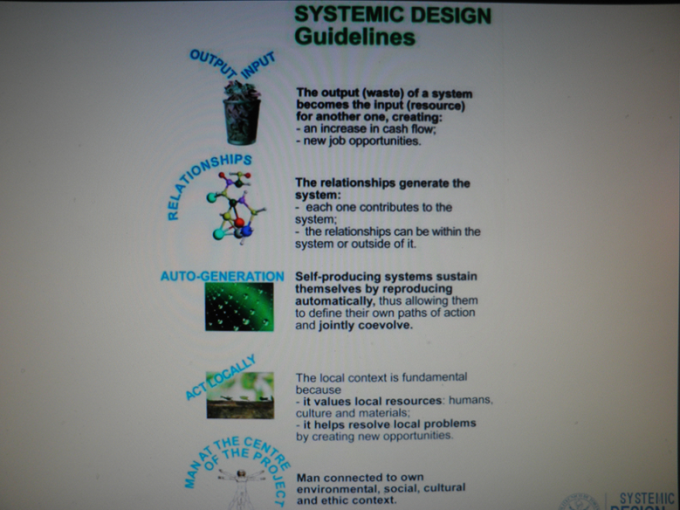 SYSTEMIC DESIGN
Guidelines
OUTPUT INPUT
The output (waste) of a system
becomes the input (resource)
for another one, creating:
- an increase in cash flow;
- new job opportunities.
RELATIONSHIPS
The relationships generate the
system:
- each one contributes to the
system;
- the relationships can be within the
system or outside of it.
AUTO-GENERATION
Self-producing systems sustain
themselves by reproducing
automatically, thus allowing them
to define their own paths of action
and jointly coevolve.
ACT LOCALLY
The local context is fundamental
because
- it values local resources: humans,
culture and materials;
- it helps resolve local problems
by creating new opportunities.
MAN AT THE CENTRE
OF THE PROJECT
Man connected to own
environmental, social, cultural
and ethic context.
SYSTEMIC
DESIGN